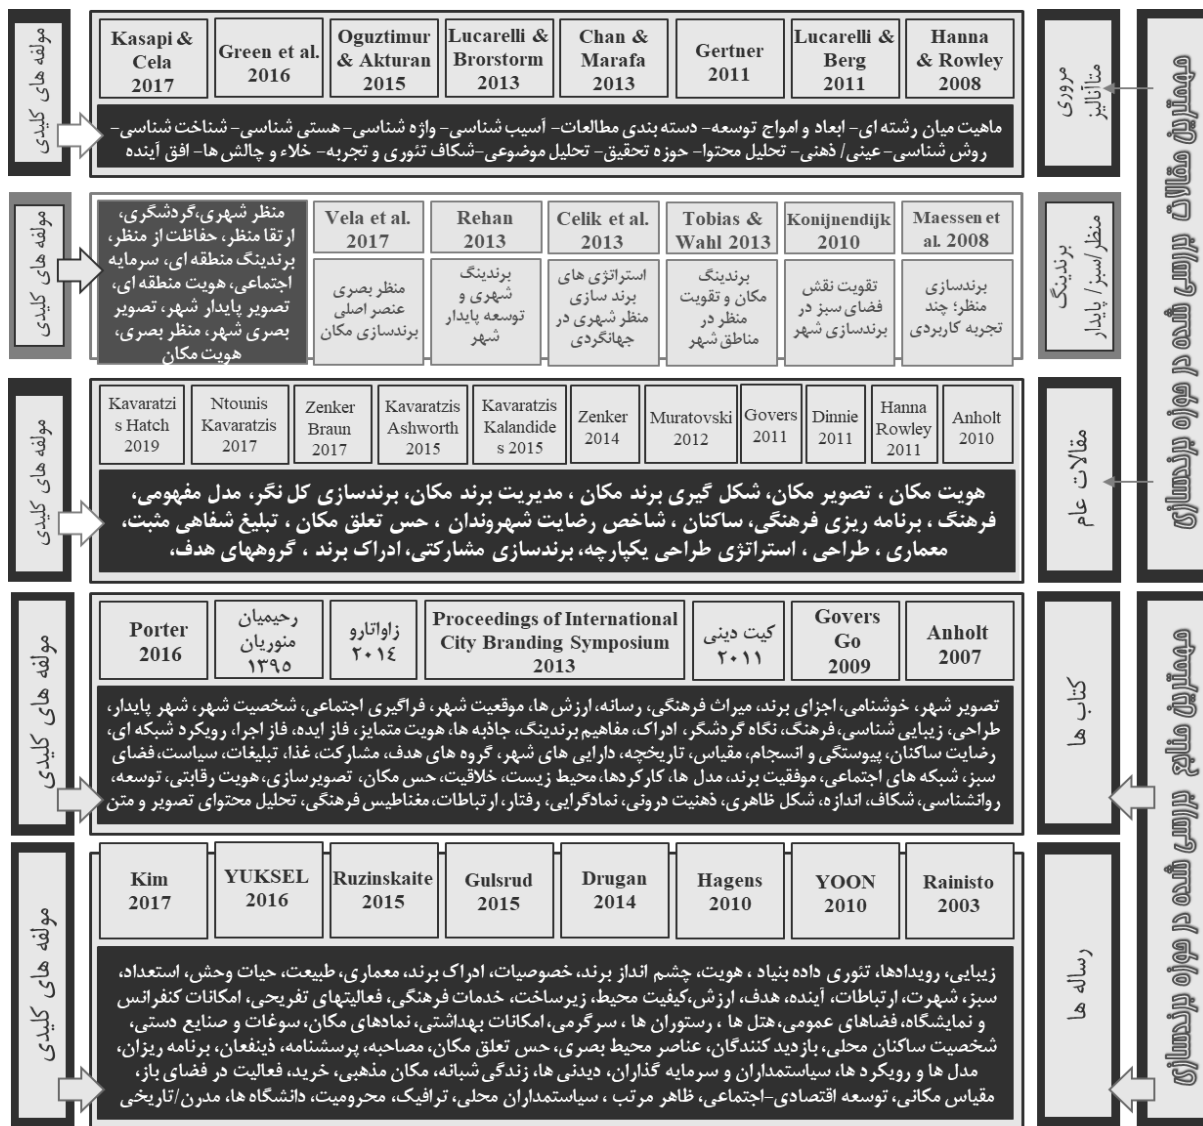 مهمترین مقالات بررسی شده در حوزه برندسازی
مروری
متاآنالیز
Hanna
& Rowley
2008
Lucarelli &
Berg
2011
Gertner
2011
Chan &
Marafa
2013
Lucarelli &
Brorstorm
2013
Oguztimur
& Akturan
2015
Green et al.
2016
Kasapi &
Cela
2017
ماهیت میان رشته ای- ابعاد و امواج توسعه- دسته بندی مطالعات- آسیب شناسی- واژه شناسی- هستی شناسی- شناخت شناسی-
روش شناسی- عینی/ ذهنی- تحلیل محتوا- حوزه تحقیق- تحلیل موضوعی-شکاف تئوری و تجربه- خلاء و چالش ها- افق آینده
مولفه های کلیدی
برندینگ
منظر/سبز/ پایدار
Maessen et
al. 2008
برندسازی
منظر؛ چند
تجربه کاربردی
Konijnendijk
2010
تقویت نقش
فضای سبز در
برندسازی شهر
Tobias &
Wahl 2013
برندینگ
مکان و تقویت
منظر در
مناطق شهر
Celik et al.
2013
استراتژی های
برند سازی
منظر شهری در
جهانگردی
Rehan
2013
برندینگ
شهری و
توسعه پایدار
شهر
Vela et al.
2017
منظر بصری
عنصر اصلی
برندسازی مکان
منظر شهری،گردشگری،
ارتقا منظر، حفاظت از منظر،
برندینگ منطقه ای، سرمایه
اجتماعی، هویت منطقه ای،
تصویر پایدار شهر، تصویر
بصری شهر، منظر بصری،
هویت مکان
مولفه های کلیدی
مقالات عام
Anholt
2010
Hanna
Rowley
2011
Dinnie
2011
Govers
2011
Muratovski
2012
Zenker
2014
Kavaratzis
Kalandide
s 2015
Kavaratzis
Ashworth
2015
Zenker
Braun
2017
Ntounis
Kavaratzis
2017
Kavaratzi
s Hatch
2019
هویت مکان ، تصویر مکان، شکل گیری برند مکان ، مدیریت برند مکان، برندسازی کل نگر، مدل مفهومی،
فرهنگ ، برنامه ریزی فرهنگی، ساکنان ، شاخص رضایت شهروندان ، حس تعلق مکان ، تبلیغ شفاهی مثبت،
معماری ، طراحی ، استراتژی طراحی یکپارچه، برندسازی مشارکتی، ادراک برند ، گروههای هدف،
مولفه های کلیدی
مهمترین منابع بررسی شده در حوزه برندسازی
کتاب ها
Anholt
2007
Govers
Go
2009
کیت دینی
۲۰۱۱
Proceedings of International
City Branding Symposium
2013
زاواتارو
۲۰۱٤
رحیمیان
منوریان
۱۳۹٥
Porter
2016
تصویر شهر، خوشنامی، اجزای برند، میراث فرهنگی، رسانه، ارزش ها، موقعیت شهر، فراگیری اجتماعی، شخصیت شهر، شهر پایدار،
طراحی، زیبایی شناسی، فرهنگ، نگاه گردشگر، ادراک، مفاهیم برندینگ، جاذبه ها، هویت متمایز، فاز ایده، فاز اجرا، رویکرد شبکه ای،
رضایت ساکنان، پیوستگی و انسجام، مقیاس، تاریخچه، دارایی های شهر، گروه های هدف، مشارکت، غذا، تبلیغات، سیاست، فضای
سبز، شبکه های اجتماعی، موفقیت برند، مدل ها، کارکردها، محیط زیست، خلاقیت، حس مکان، تصویرسازی، هویت رقابتی، توسعه،
روانشناسی، شکاف، اندازه، شکل ظاهری، ذهنیت درونی، نمادگرایی، رفتار، ارتباطات، مغناطیس فرهنگی، تحلیل محتوای تصویر و متن
مولفه های کلیدی
رساله ها
Rainisto
2003
YOON
2010
Hagens
2010
Drugan
2014
Gulsrud
2015
Ruzinskaite
2015
YUKSEL
2016
Kim
2017
زیبایی، رویدادها، تئوری داده بنیاد ، هویت، چشم انداز برند، خصوصیات، ادراک برند، معماری، طبیعت، حیات وحش، استعداد،
سبز، شهرت، ارتباطات، آینده، هدف، ارزش،کیفیت محیط، زیرساخت، خدمات فرهنگی، فعالیتهای تفریحی، امکانات کنفرانس
و نمایشگاه، فضاهای عمومی، هتل ها ، رستوران ها ، سرگرمی، امکانات بهداشتی، نمادهای مکان، سوغات و صنایع دستی،
شخصیت ساکنان محلی، بازدید کنندگان، عناصر محیط بصری، حس تعلق مکان، مصاحبه، پرسشنامه، ذینفعان، برنامه ریزان،
مدل ها و رویکرد ها، سیاستمداران و سرمایه گذاران، دیدنی ها، زندگی شبانه، مکان مذهبی، خرید، فعالیت در فضای باز،
مقیاس مکانی، توسعه اقتصادی-اجتماعی، ظاهر مرتب ، سیاستمداران محلی، ترافیک، محرومیت، دانشگاه ها، مدرن/تاریخی
مولفه های کلیدی